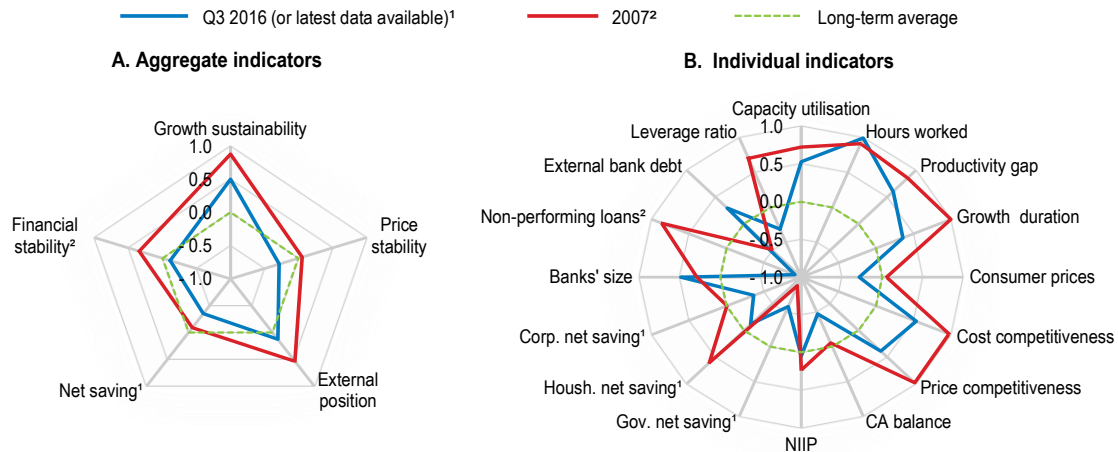 Q3 2016 (or latest data available)¹
2007²
Long-term average
A. Aggregate indicators
B. Individual indicators
Growth sustainability
1.0
0.5
0.0
- 0.5
- 1.0
Price
stability
External
position
Net saving¹
Financial
stability²
Capacity utilisation
1.0
0.5
0.0
- 0.5
- 1.0
Hours worked
Productivity gap
Growth duration
Consumer prices
Cost competitiveness
Price competitiveness
CA balance
NIIP
Gov. net saving¹
Housh. net saving¹
Corp. net saving¹
Banks' size
Non-performing loans²
External bank debt
Leverage ratio